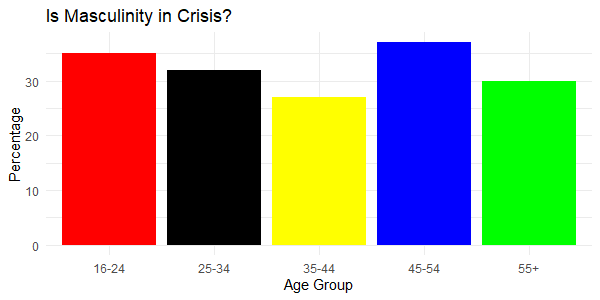 Is Masculinity in Crisis?
Percentage
30
20
10
0
16-24 25-34 35-44 45-54 55+
Age Group